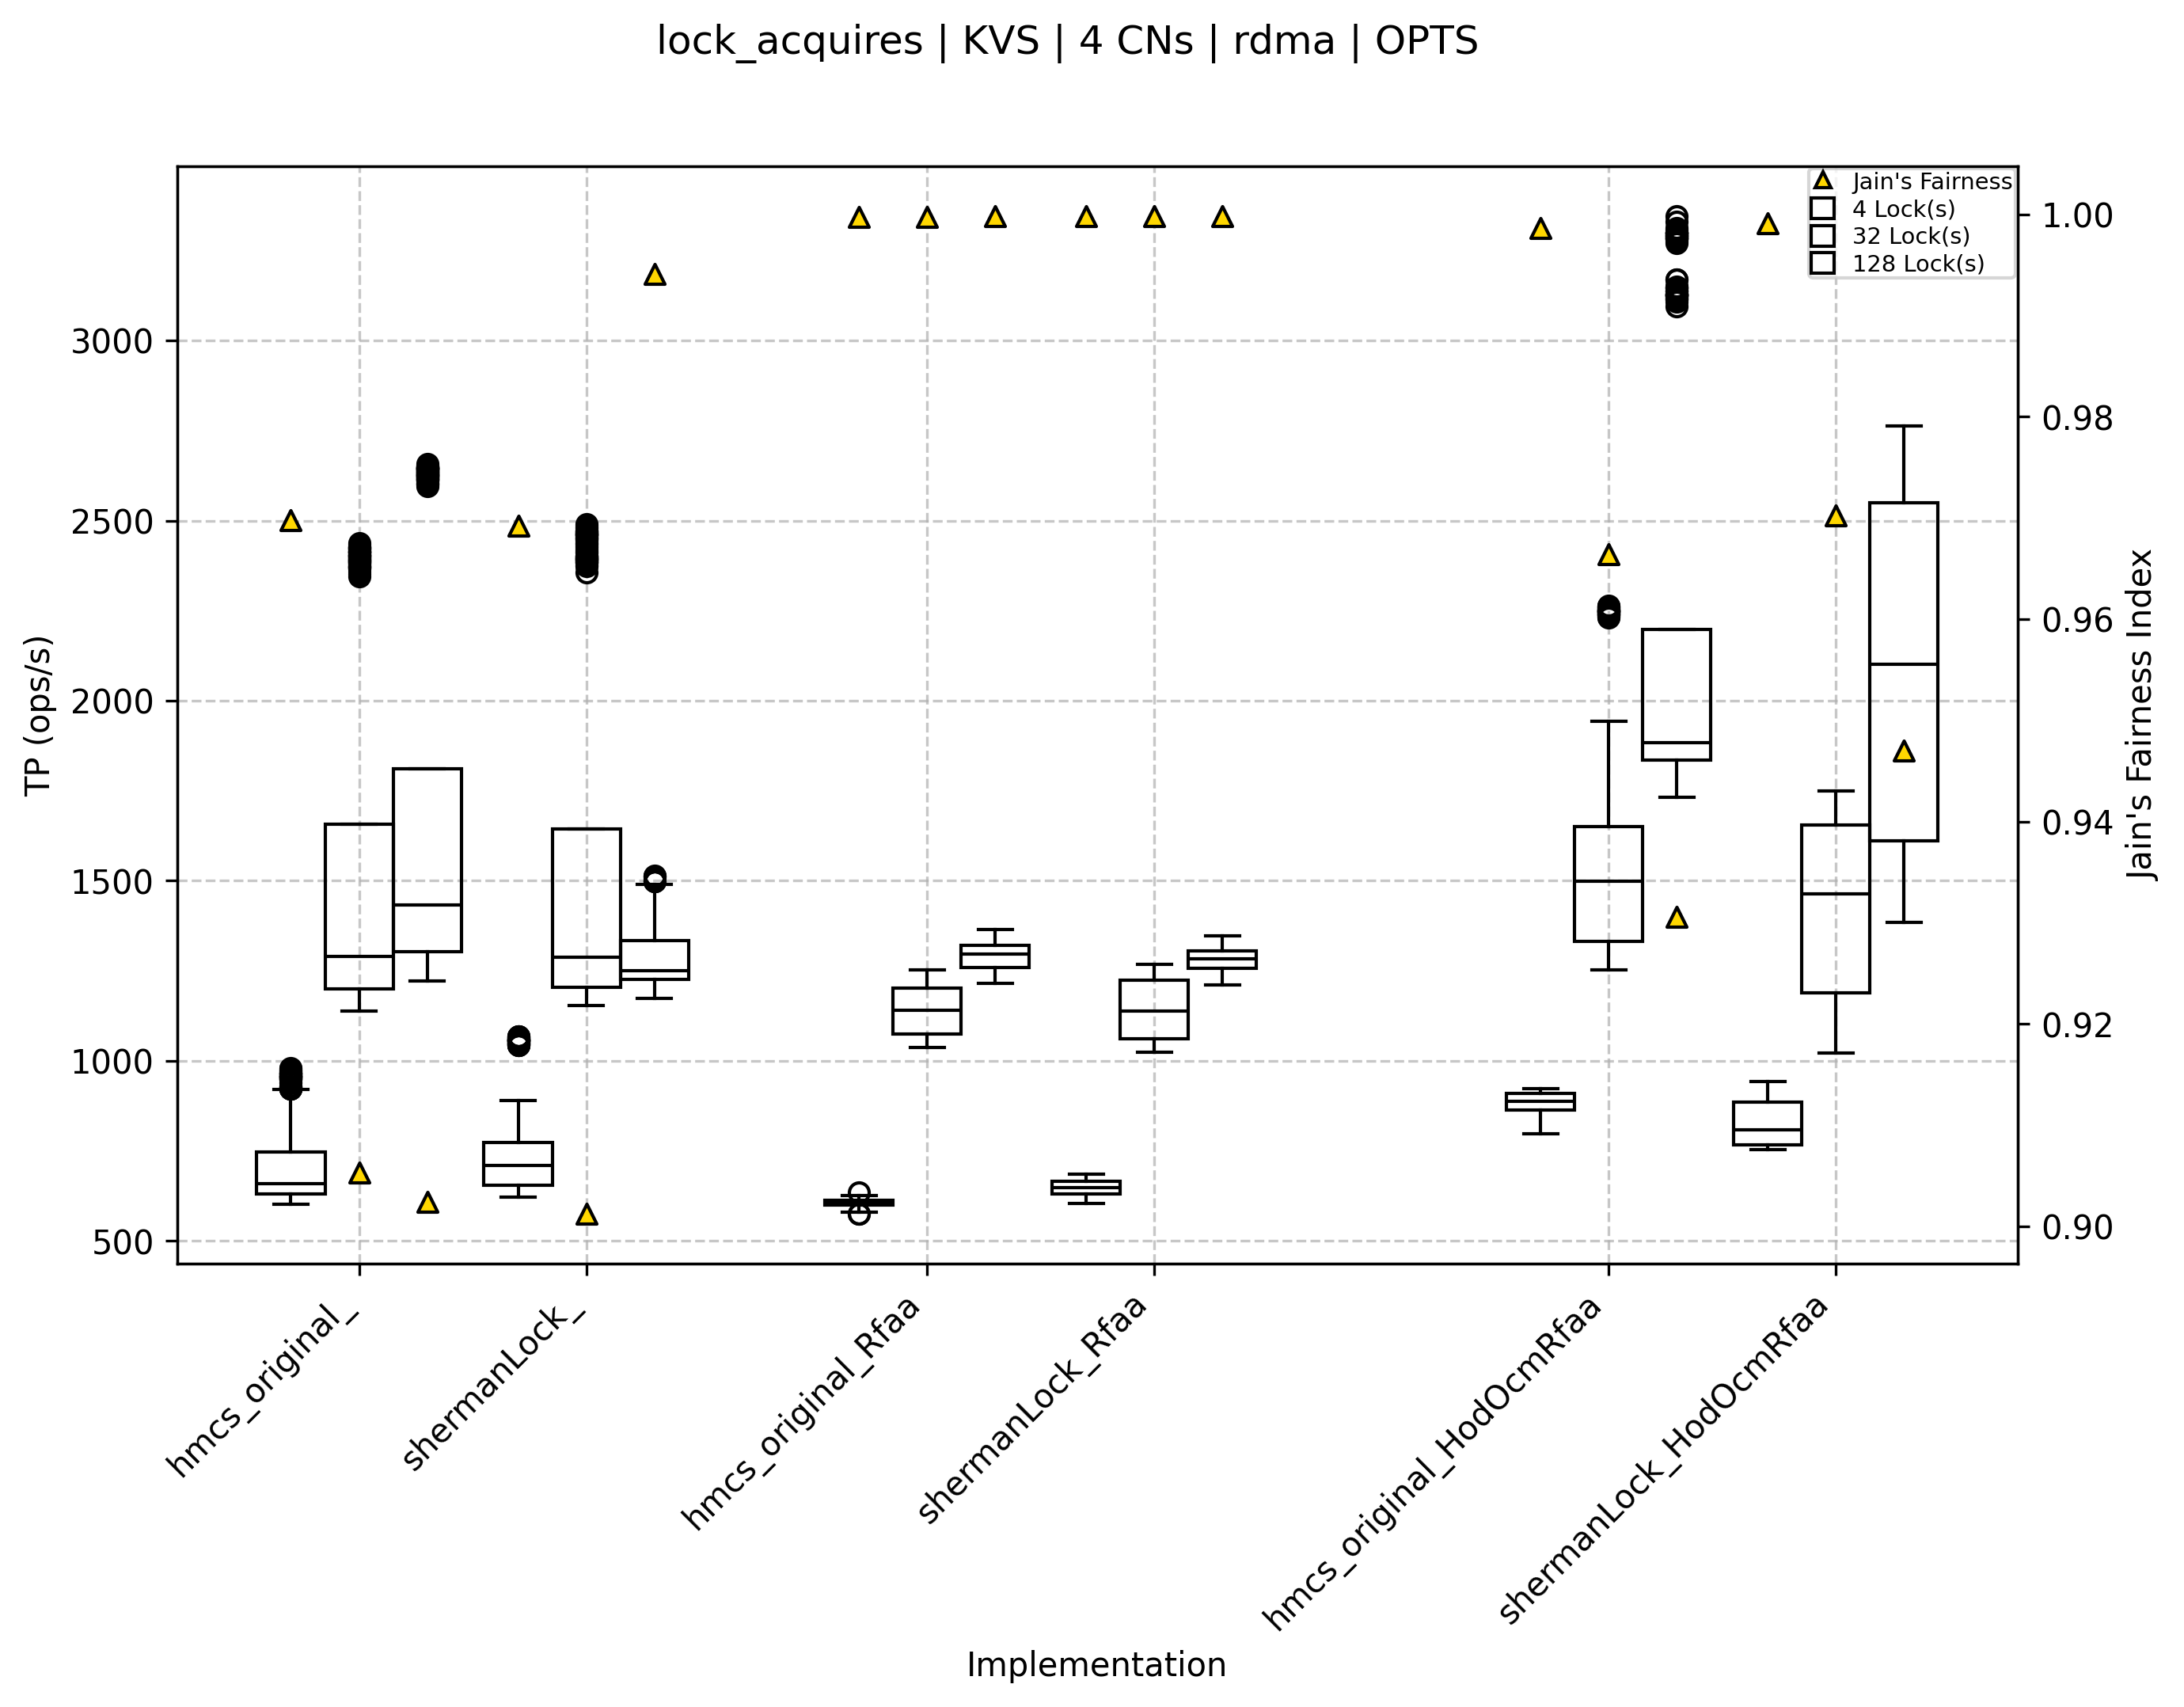 lock_acquires | KVS | 4 CNs | rdma | OPTS
Jain's Fairness
4 Lock(s)
32 Lock(s)
128 Lock(s)
TP (ops/s)
3000
2500
2000
1500
1000
500
1.00
0.98
0.96
0.94
0.92
0.90
Jain's Fairness Index
hmcs_original_
shermanLock_
hmcs_original_Rfaa
shermanLock_Rfaa
hmcs_original_HodOcmRfaa
shermanLock_HodOcmRfaa
Implementation